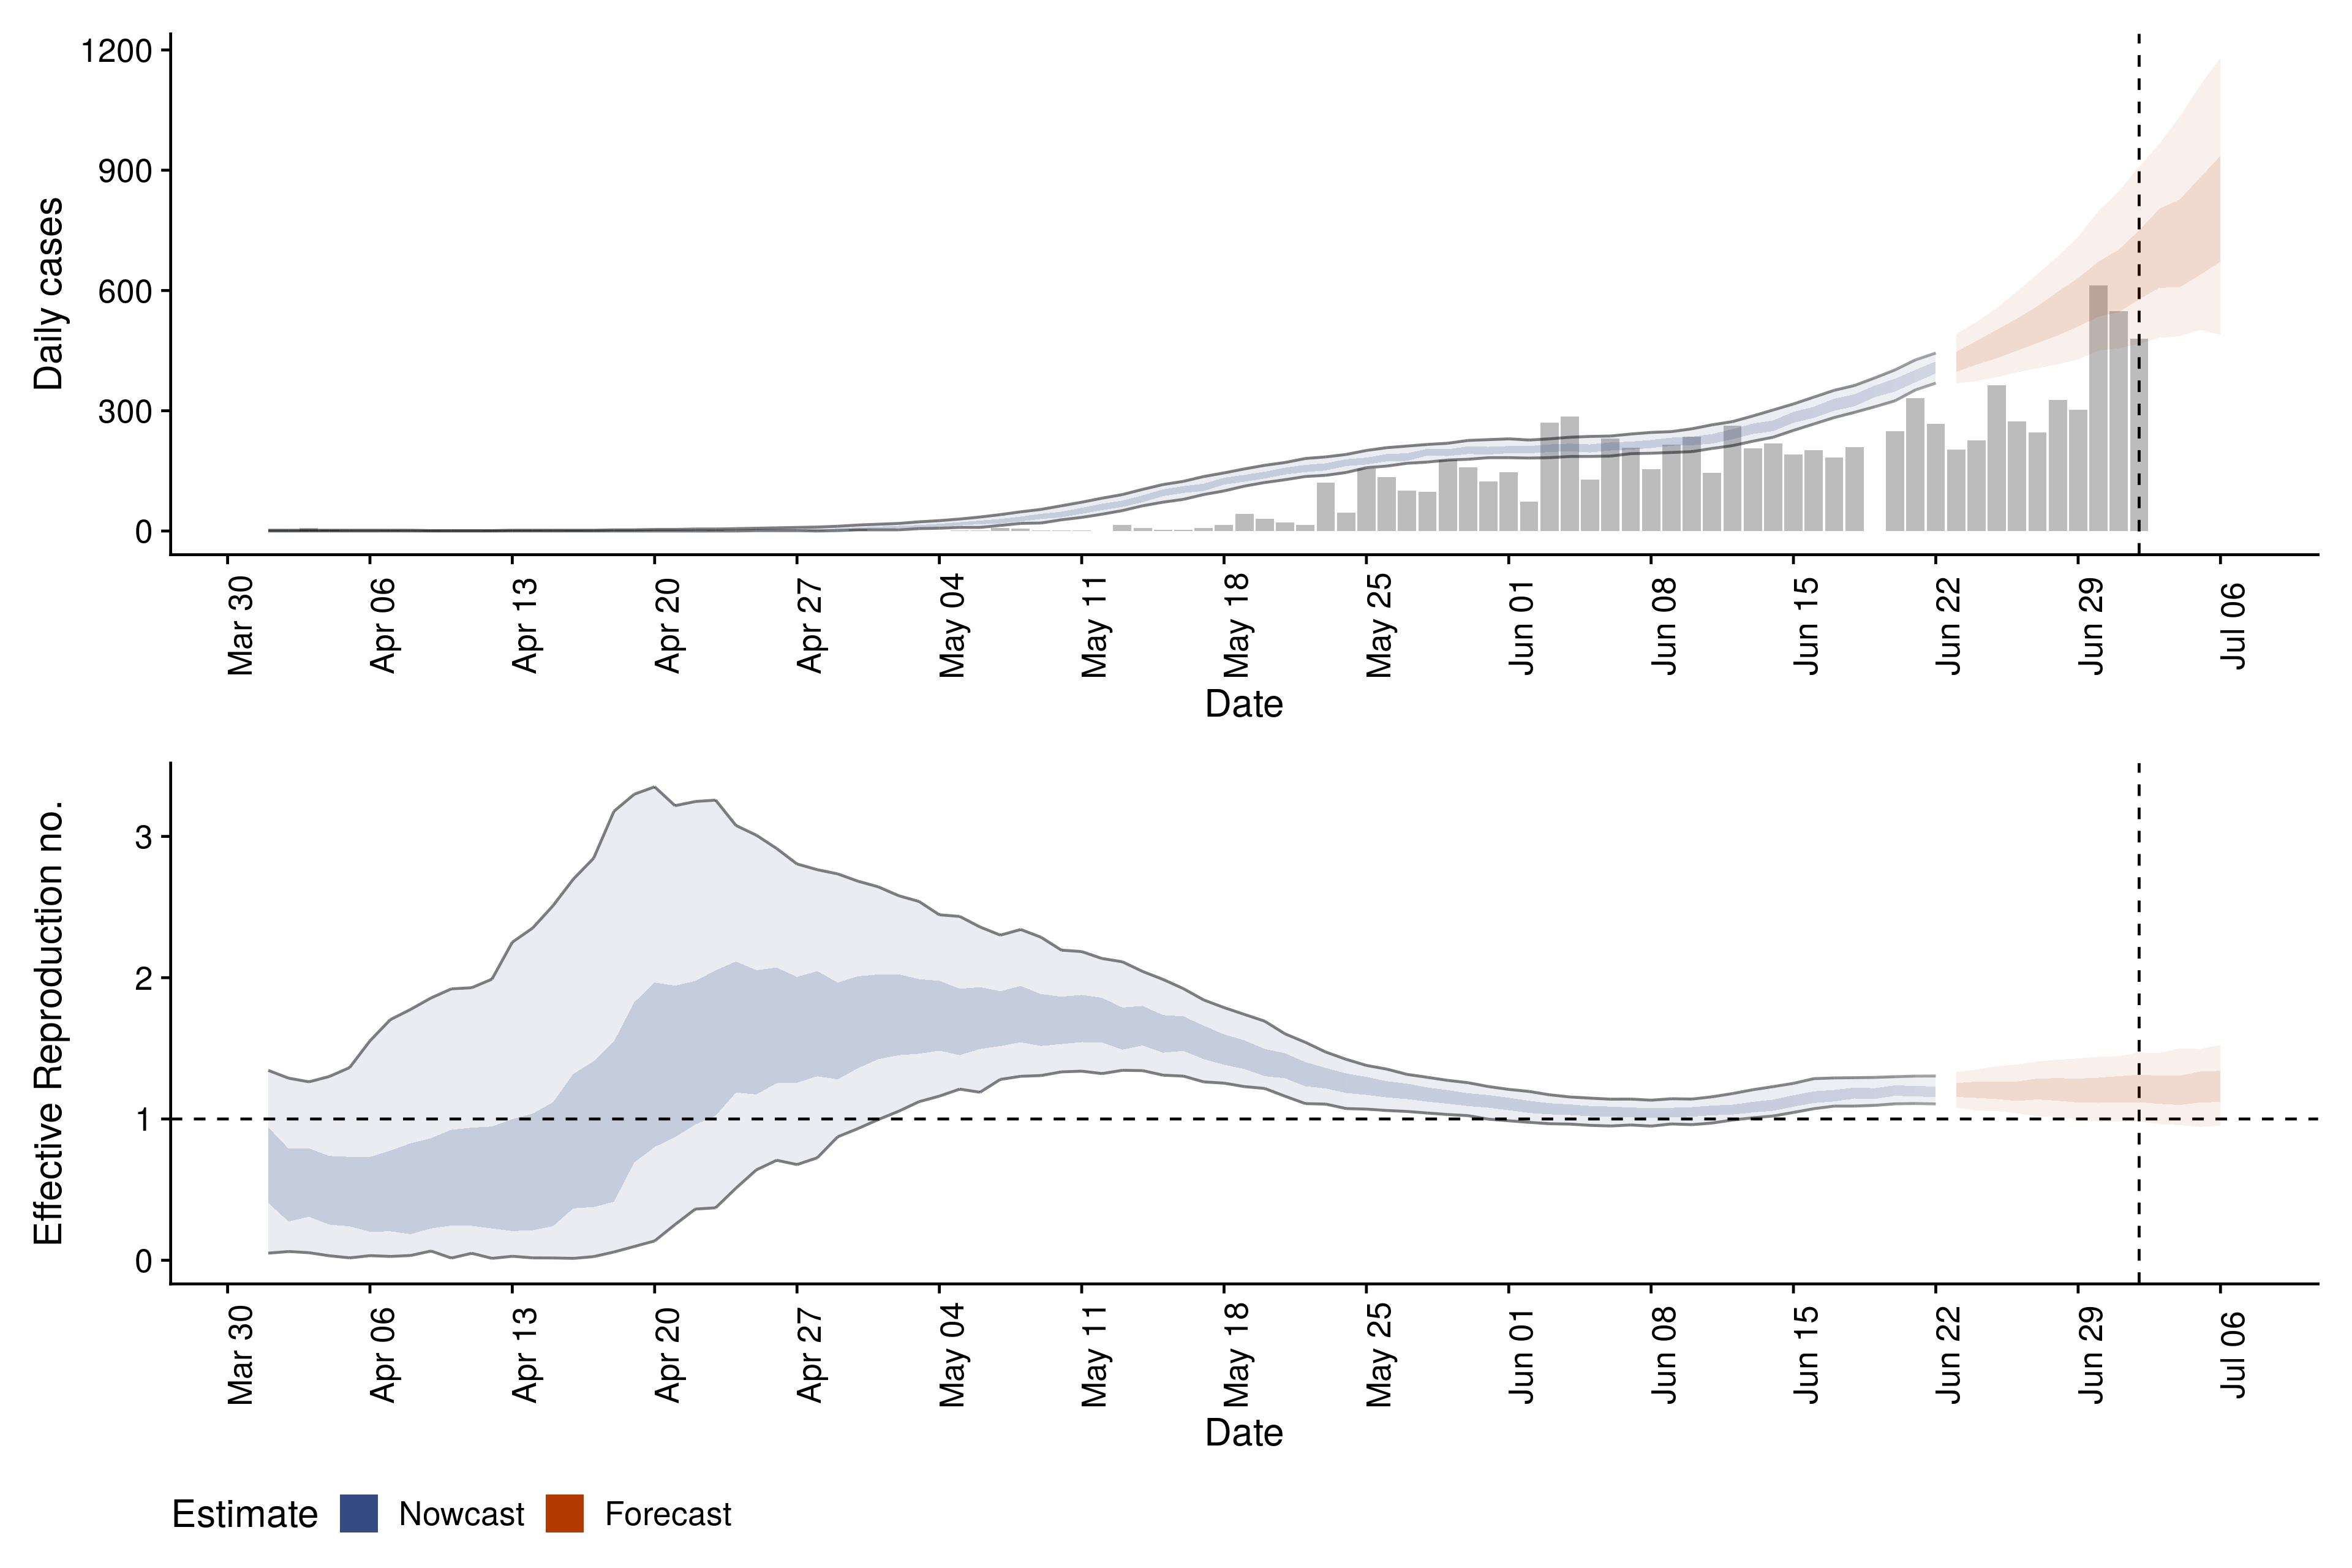 1200
900
600
300
0
Daily cases
Mar 30 Apr 06 Apr 13 Apr 20 Apr 27 May 04 May 11 May 18 May 25 Jun 01 Jun 08 Jun 15 Jun 22 Jun 29 Jul 06
Date
3
2
1
0
Effective Reproduction no.
Mar 30 Apr 06 Apr 13 Apr 20 Apr 27 May 04 May 11 May 18 May 25 Jun 01 Jun 08 Jun 15 Jun 22 Jun 29 Jul 06
Date
Estimate Nowcast Forecast